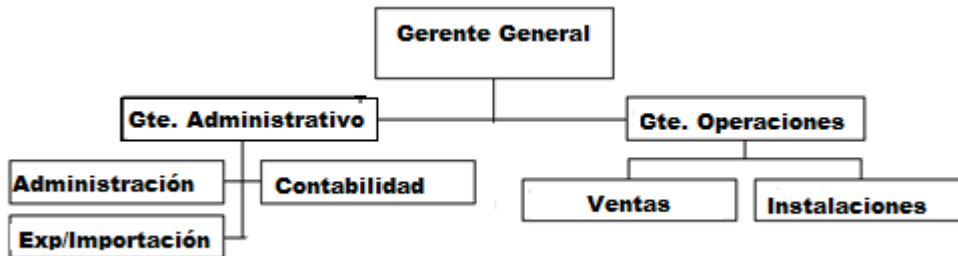 Gerente General
Gte. Administrativo
Gte. Operaciones
Administración
Contabilidad
Ventas
Instalaciones
Exp/Importación